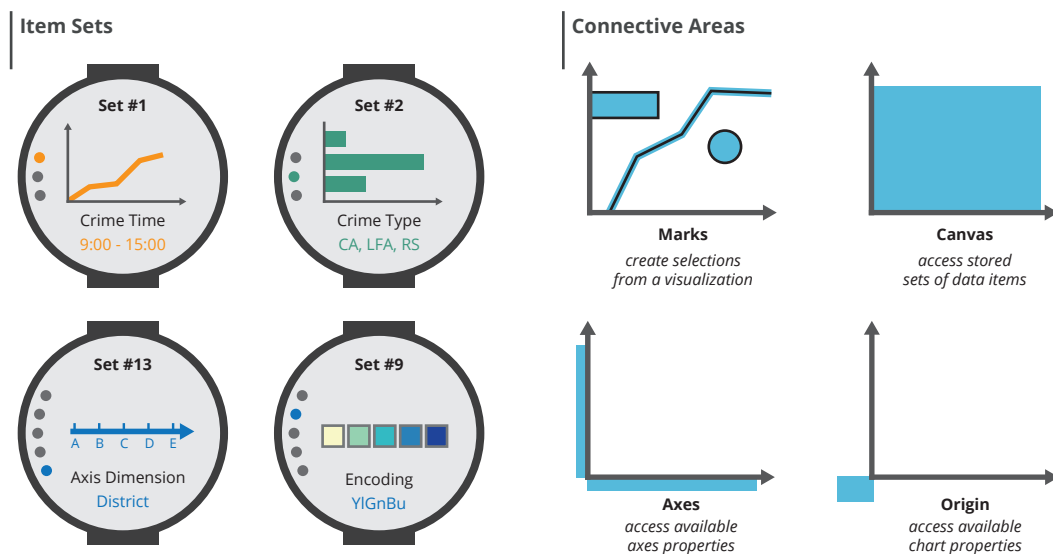 Item Sets
Set #1
Crime Time
9:00 - 15:00
Set #2
Crime Type
CA, LFA, RS
Set #13
A B C D E
Axis Dimension
District
Set #9
Encoding
YlGnBu
Connective Areas
Marks
create selections
from a visualization
Canvas
access stored
sets of data items
Axes
access available
axes properties
Origin
access available
chart properties